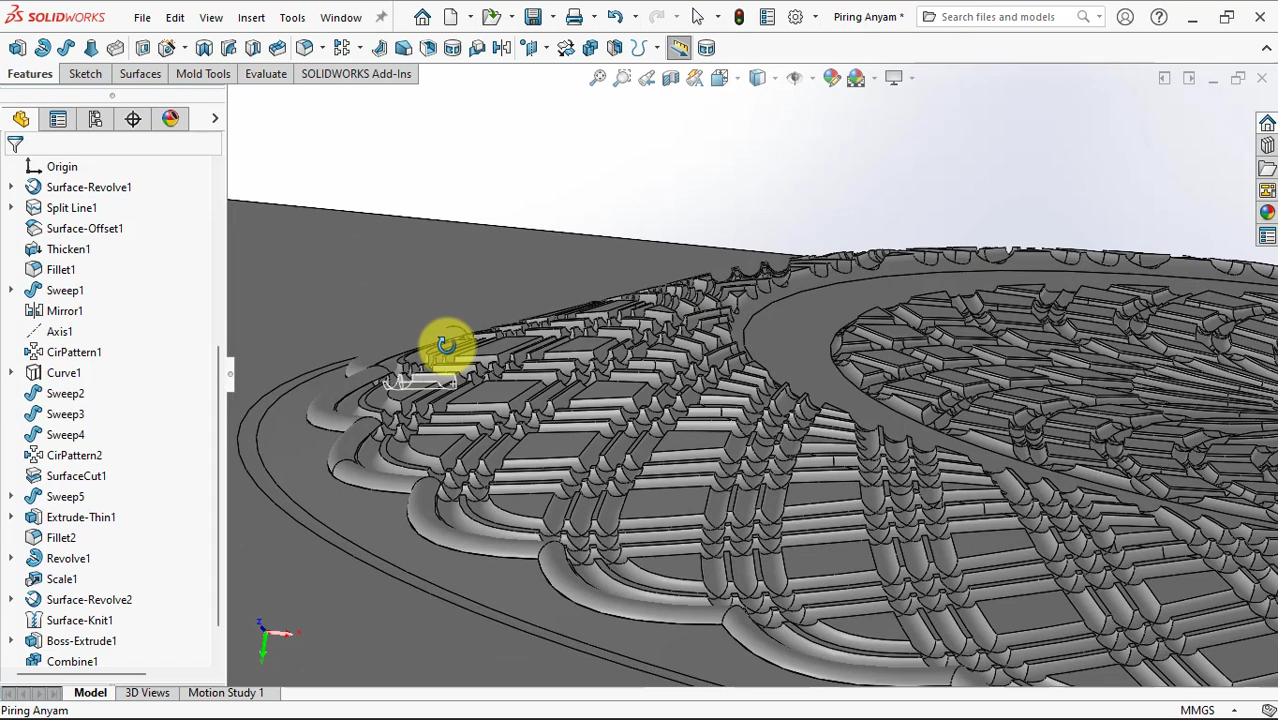 SOLIDWORKS
File
Edit
View
Insert
Tools
Window
Piring Anyam *
Search files and models
Features
Sketch
Surfaces
Mold Tools
Evaluate
SOLIDWORKS Add-Ins
Origin
Surface-Revolve1
Split Line1
Surface-Offset1
Thicken1
Fillet1
Sweep1
Mirror1
Axis1
CirPattern1
Curve1
Sweep2
Sweep3
Sweep4
CirPattern2
SurfaceCut1
Sweep5
Extrude-Thin1
Fillet2
Revolve1
Scale1
Surface-Revolve2
Surface-Knit1
Boss-Extrude1
Combine1
Z
X
Model
3D Views
Motion Study 1
Piring Anyam
MMGS